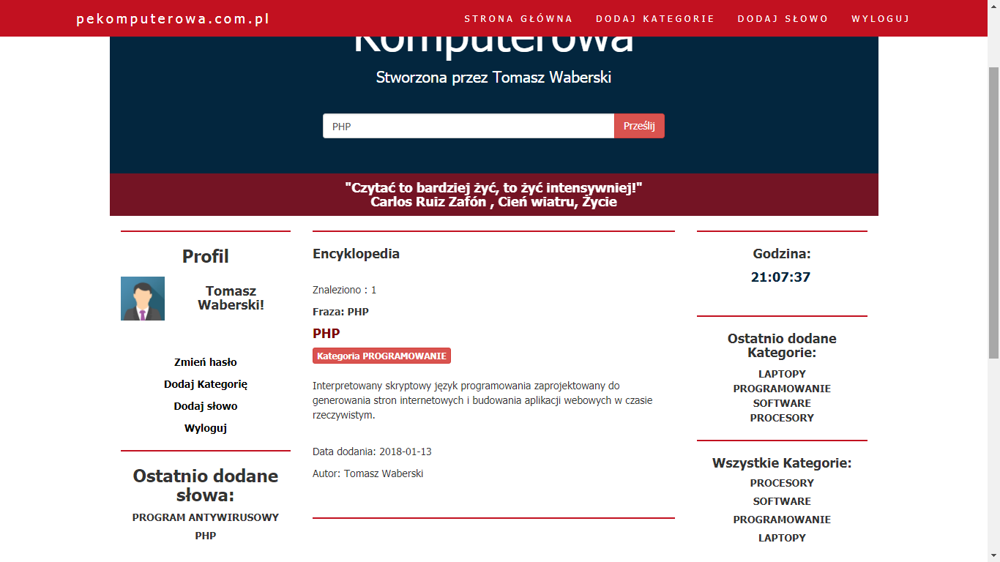 pekomputerowa.com.pl
STRONA GŁÓWNA DODAJ KATEGORIE DODAJ SŁOWO WYLOGUJ
Komputerowa
Stworzona przez Tomasz Waberski
PHP Prześlij
"Czytać to bardziej żyć, to żyć intensywniej!"
Carlos Ruiz Zafón , Cień wiatru, Życie
Profil
Tomasz
Waberski!
Zmień hasło
Dodaj Kategorię
Dodaj słowo
Wyloguj
Ostatnio dodane
słowa:
PROGRAM ANTYWIRUSOWY
PHP
Encyklopedia
Znaleziono : 1
Fraza: PHP
PHP
Kategoria PROGRAMOWANIE
Interpretowany skryptowy język programowania zaprojektowany do
generowania stron internetowych i budowania aplikacji webowych w czasie
rzeczywistym.
Data dodania: 2018-01-13
Autor: Tomasz Waberski
Godzina:
21:07:37
Ostatnio dodane
Kategorie:
LAPTOPY
PROGRAMOWANIE
SOFTWARE
PROCESORY
Wszystkie Kategorie:
PROCESORY
SOFTWARE
PROGRAMOWANIE
LAPTOPY